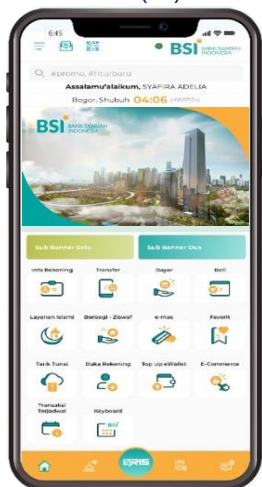 6:45
BSI BANK SYARIAH INDONESIA
#promo, #fiturbaru
Assalamu'alaikum, SYAFIRA ADELIA
Bogor, Shubuh 04:06
BSI BANK SYARIAH INDONESIA
Sub Banner Satu Sub Banner Dua
Info Rekening Transfer Bayar Beli
Layanan Islami Berbagi - Ziswaf e-mas Favorit
Tarik Tunai Buka Rekening Top Up eWallet E-Commerce
Transaksi Terjadwal Keyboard
BSI
QRIS